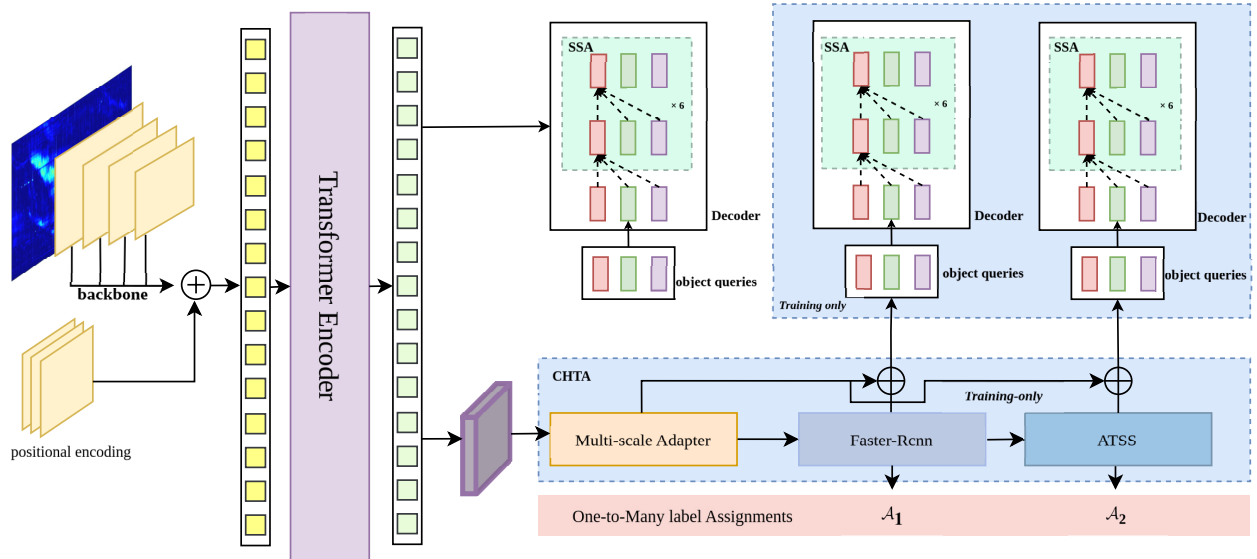 SSA
× 6
Decoder
object queries
SSA
× 6
Decoder
object queries
SSA
× 6
Decoder
object queries
Training only
backbone
positional encoding
Transformer Encoder
CHTA
Training-only
Multi-scale Adapter
Faster-Rcnn
ATSS
One-to-Many label Assignments
𝒜1
𝒜2